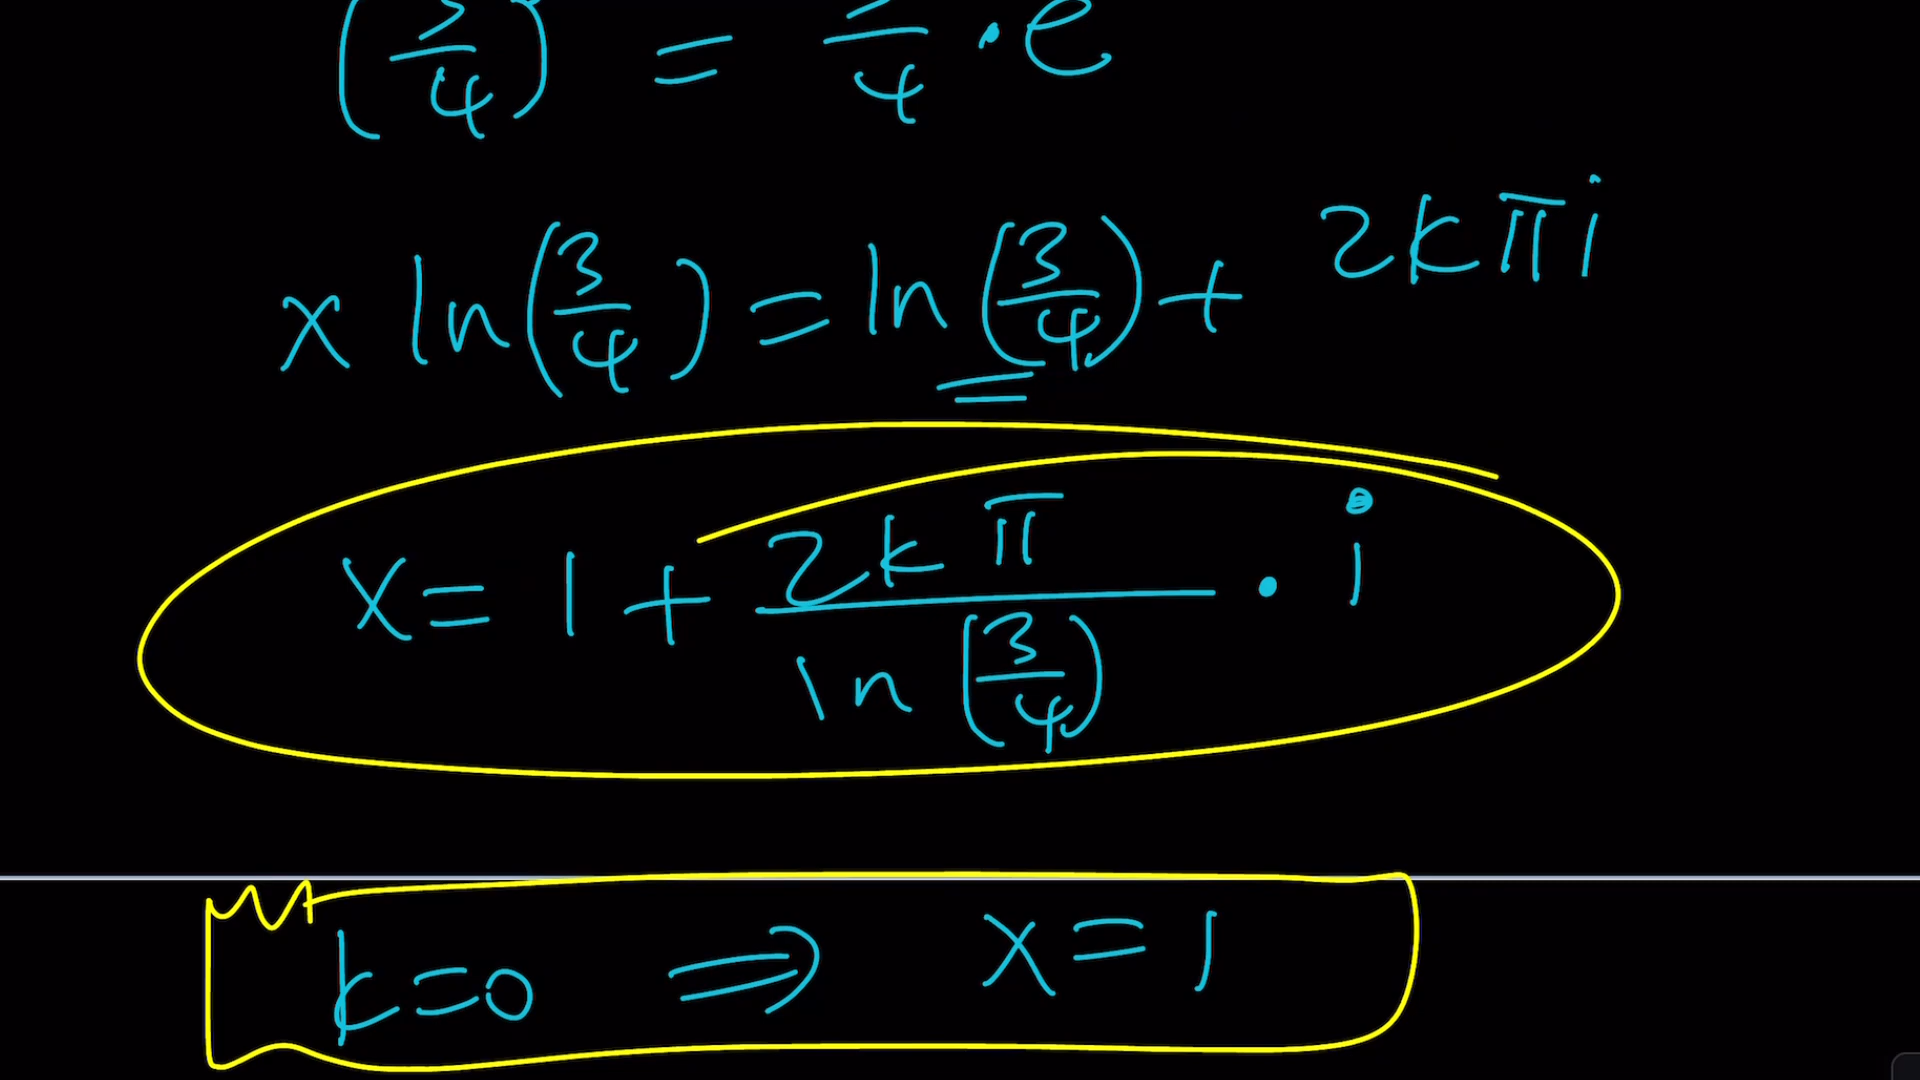 (3/4) = 3/4 · e
x ln(3/4) = ln(3/4) + 2kπi
x = 1 + 2kπ/ln(3/4) · i
k=0 ⇒ x=1